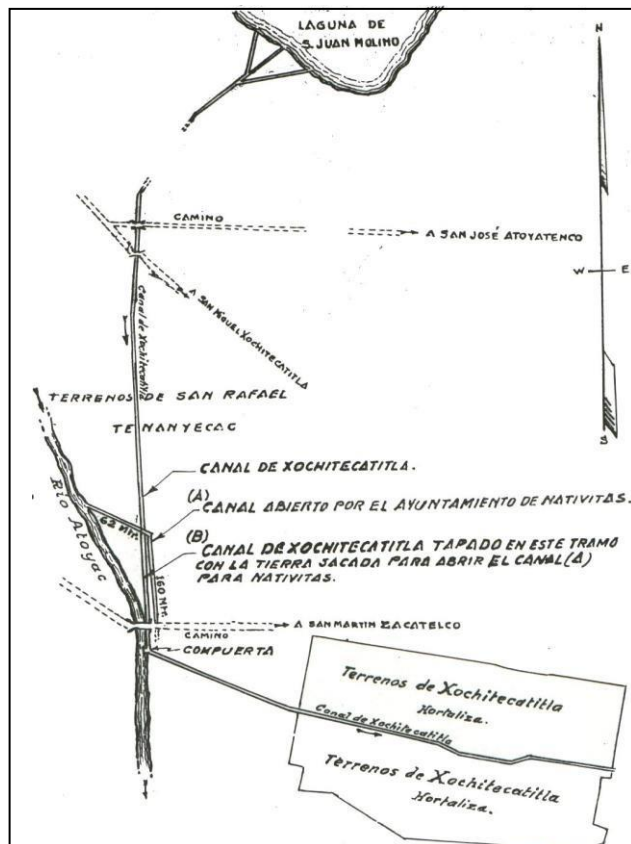 LAGUNA DE
S. JUAN MOLINO
N
CAMINO
A SAN JOSÉ ATOYATENCO
W E
A SAN MIGUEL XOCHITECATITLA
Canal de Xochitecatitla
S
TERRENOS DE SAN RAFAEL
TENANYECAC
CANAL DE XOCHITECATITLA.
(A)
CANAL ABIERTO POR EL AYUNTAMIENTO DE NATIVITAS.
62 Mm.
Rio Atoyac
(B)
CANAL DE XOCHITECATITLA TAPADO EN ESTE TRAMO
CON LA TIERRA SACADA PARA ABRIR EL CANAL (A)
PARA NATIVITAS.
160 Mm.
A SAN MARTIN ZACATELCO
CAMINO
COMPUERTA
Terrenos de Xochitecatitla
Hortaliza.
Canal de Xochitecatitla
Terrenos de Xochitecatitla
Hortaliza.